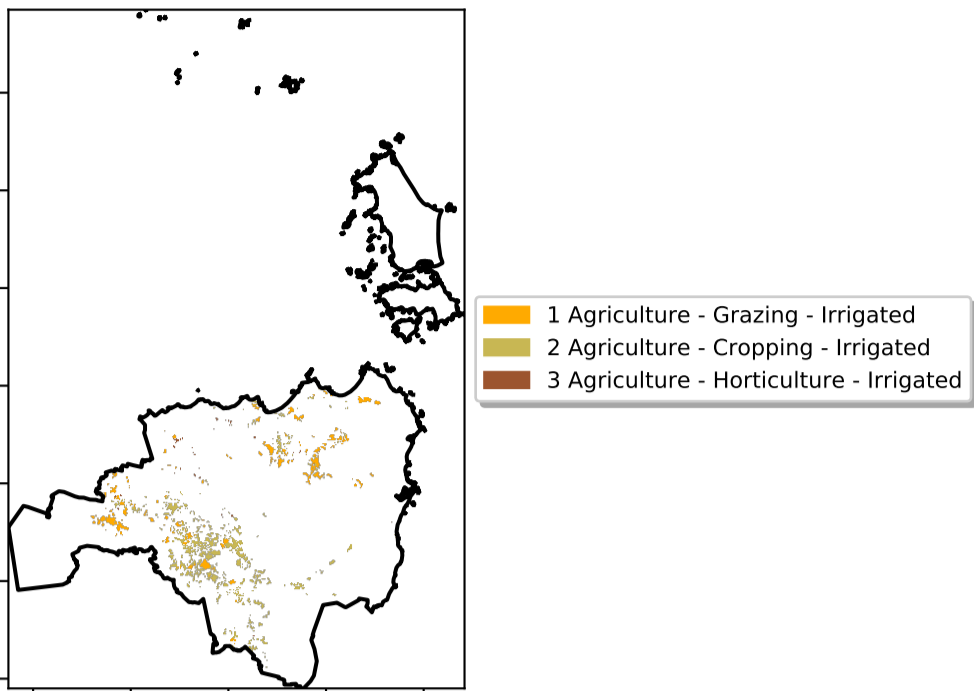 1 Agriculture - Grazing - Irrigated
2 Agriculture - Cropping - Irrigated
3 Agriculture - Horticulture - Irrigated